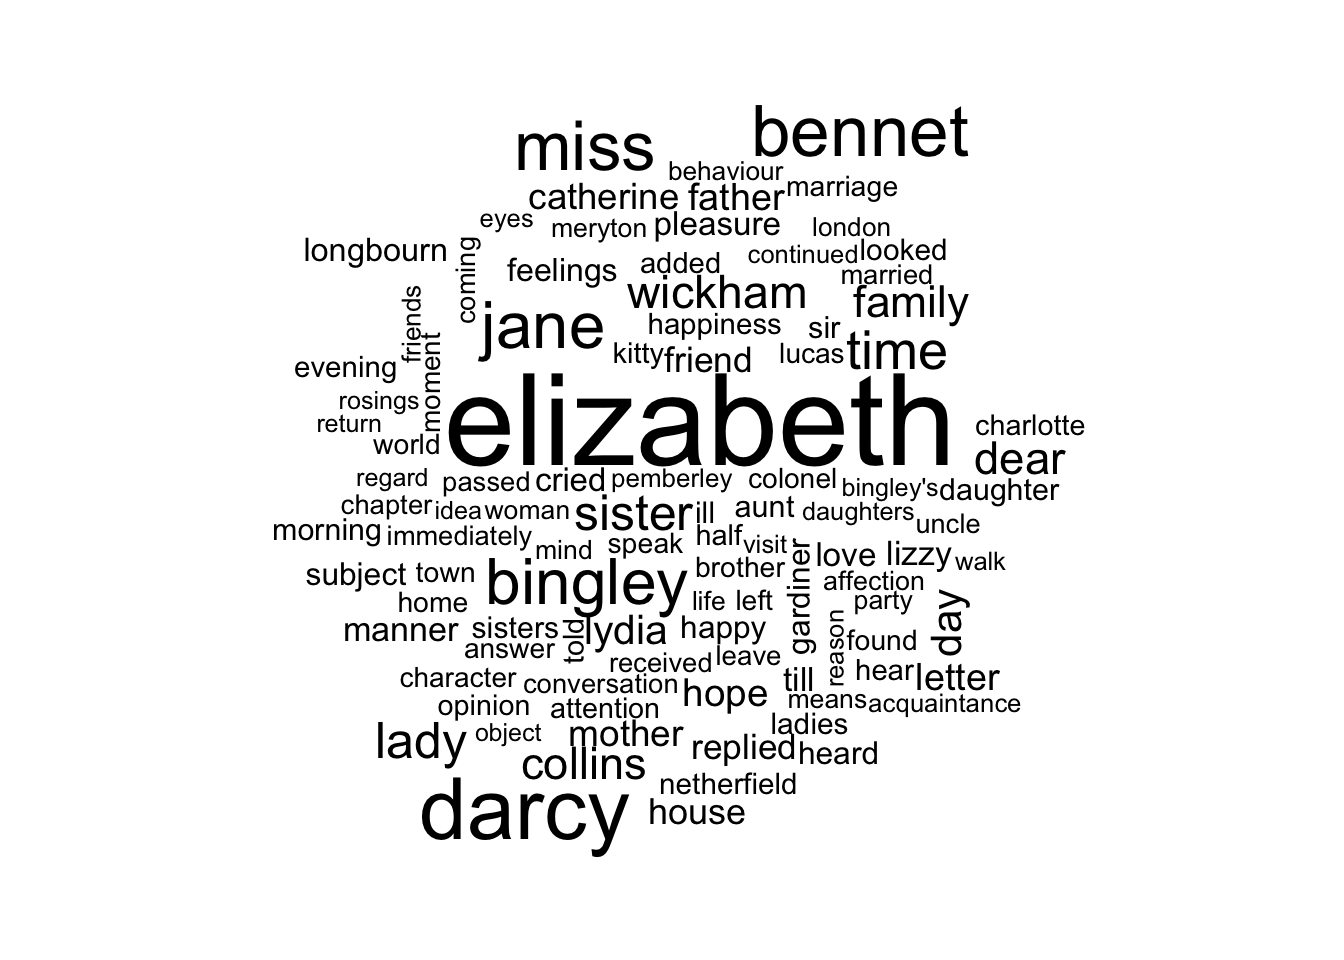 miss bennet
behaviour
catherine father marriage
eyes meryton pleasure london
longbourn coming feelings added continued looked
married
wickham family
friends jane happiness sir
evening moment kitty friend lucas time
rosings elizabeth
return charlotte
world dear
regard passed cried pemberley colonel bingley's daughter
chapter idea woman sister ill aunt daughters uncle
morning immediately mind speak half visit gardiner love lizzy walk
subject town bingley brother affection
home life left party day
manner sisters told lydia happy reason found
answer received leave
character conversation hope till hear letter
opinion attention means acquaintance
lady object mother ladies
collins replied heard
netherfield
darcy house